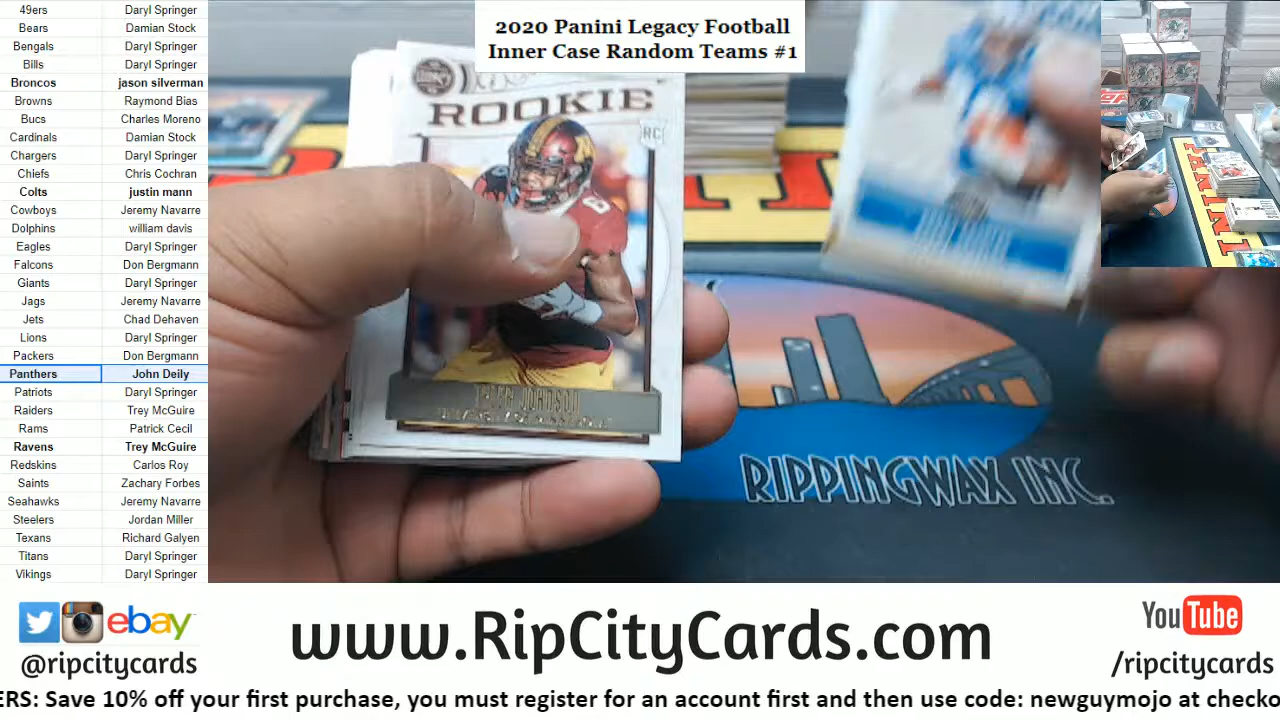 49ers Daryl Springer
Bears Damian Stock
Bengals Daryl Springer
Bills Daryl Springer
Broncos jason silverman
Browns Raymond Bias
Bucs Charles Moreno
Cardinals Damian Stock
Chargers Daryl Springer
Chiefs Chris Cochran
Colts justin mann
Cowboys Jeremy Navarre
Dolphins william davis
Eagles Daryl Springer
Falcons Don Bergmann
Giants Daryl Springer
Jags Jeremy Navarre
Jets Chad Dehaven
Lions Daryl Springer
Packers Don Bergmann
Panthers John Deily
Patriots Daryl Springer
Raiders Trey McGuire
Rams Patrick Cecil
Ravens Trey McGuire
Redskins Carlos Roy
Saints Zachary Forbes
Seahawks Jeremy Navarre
Steelers Jordan Miller
Texans Richard Galyen
Titans Daryl Springer
Vikings Daryl Springer
2020 Panini Legacy Football
Inner Case Random Teams #1
ROOKIE
RC
JOHNSON
PANINI
RIPPINGWAX INC.
ebay
@ripcitycards
www.RipCityCards.com
YouTube
/ripcitycards
ERS: Save 10% off your first purchase, you must register for an account first and then use code: newguymojo at checko